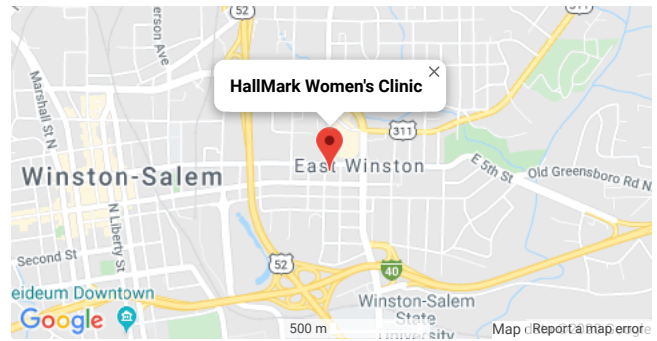 52
erson Ave
Marshall St N
HallMark Women's Clinic
311
311
East Winston
Winston-Salem
E 5th St
Old Greensboro Rd N
N Liberty St
Second St
52
40
eideum Downtown
Winston-Salem
State
University
Google
500 m
Map
Report a map error